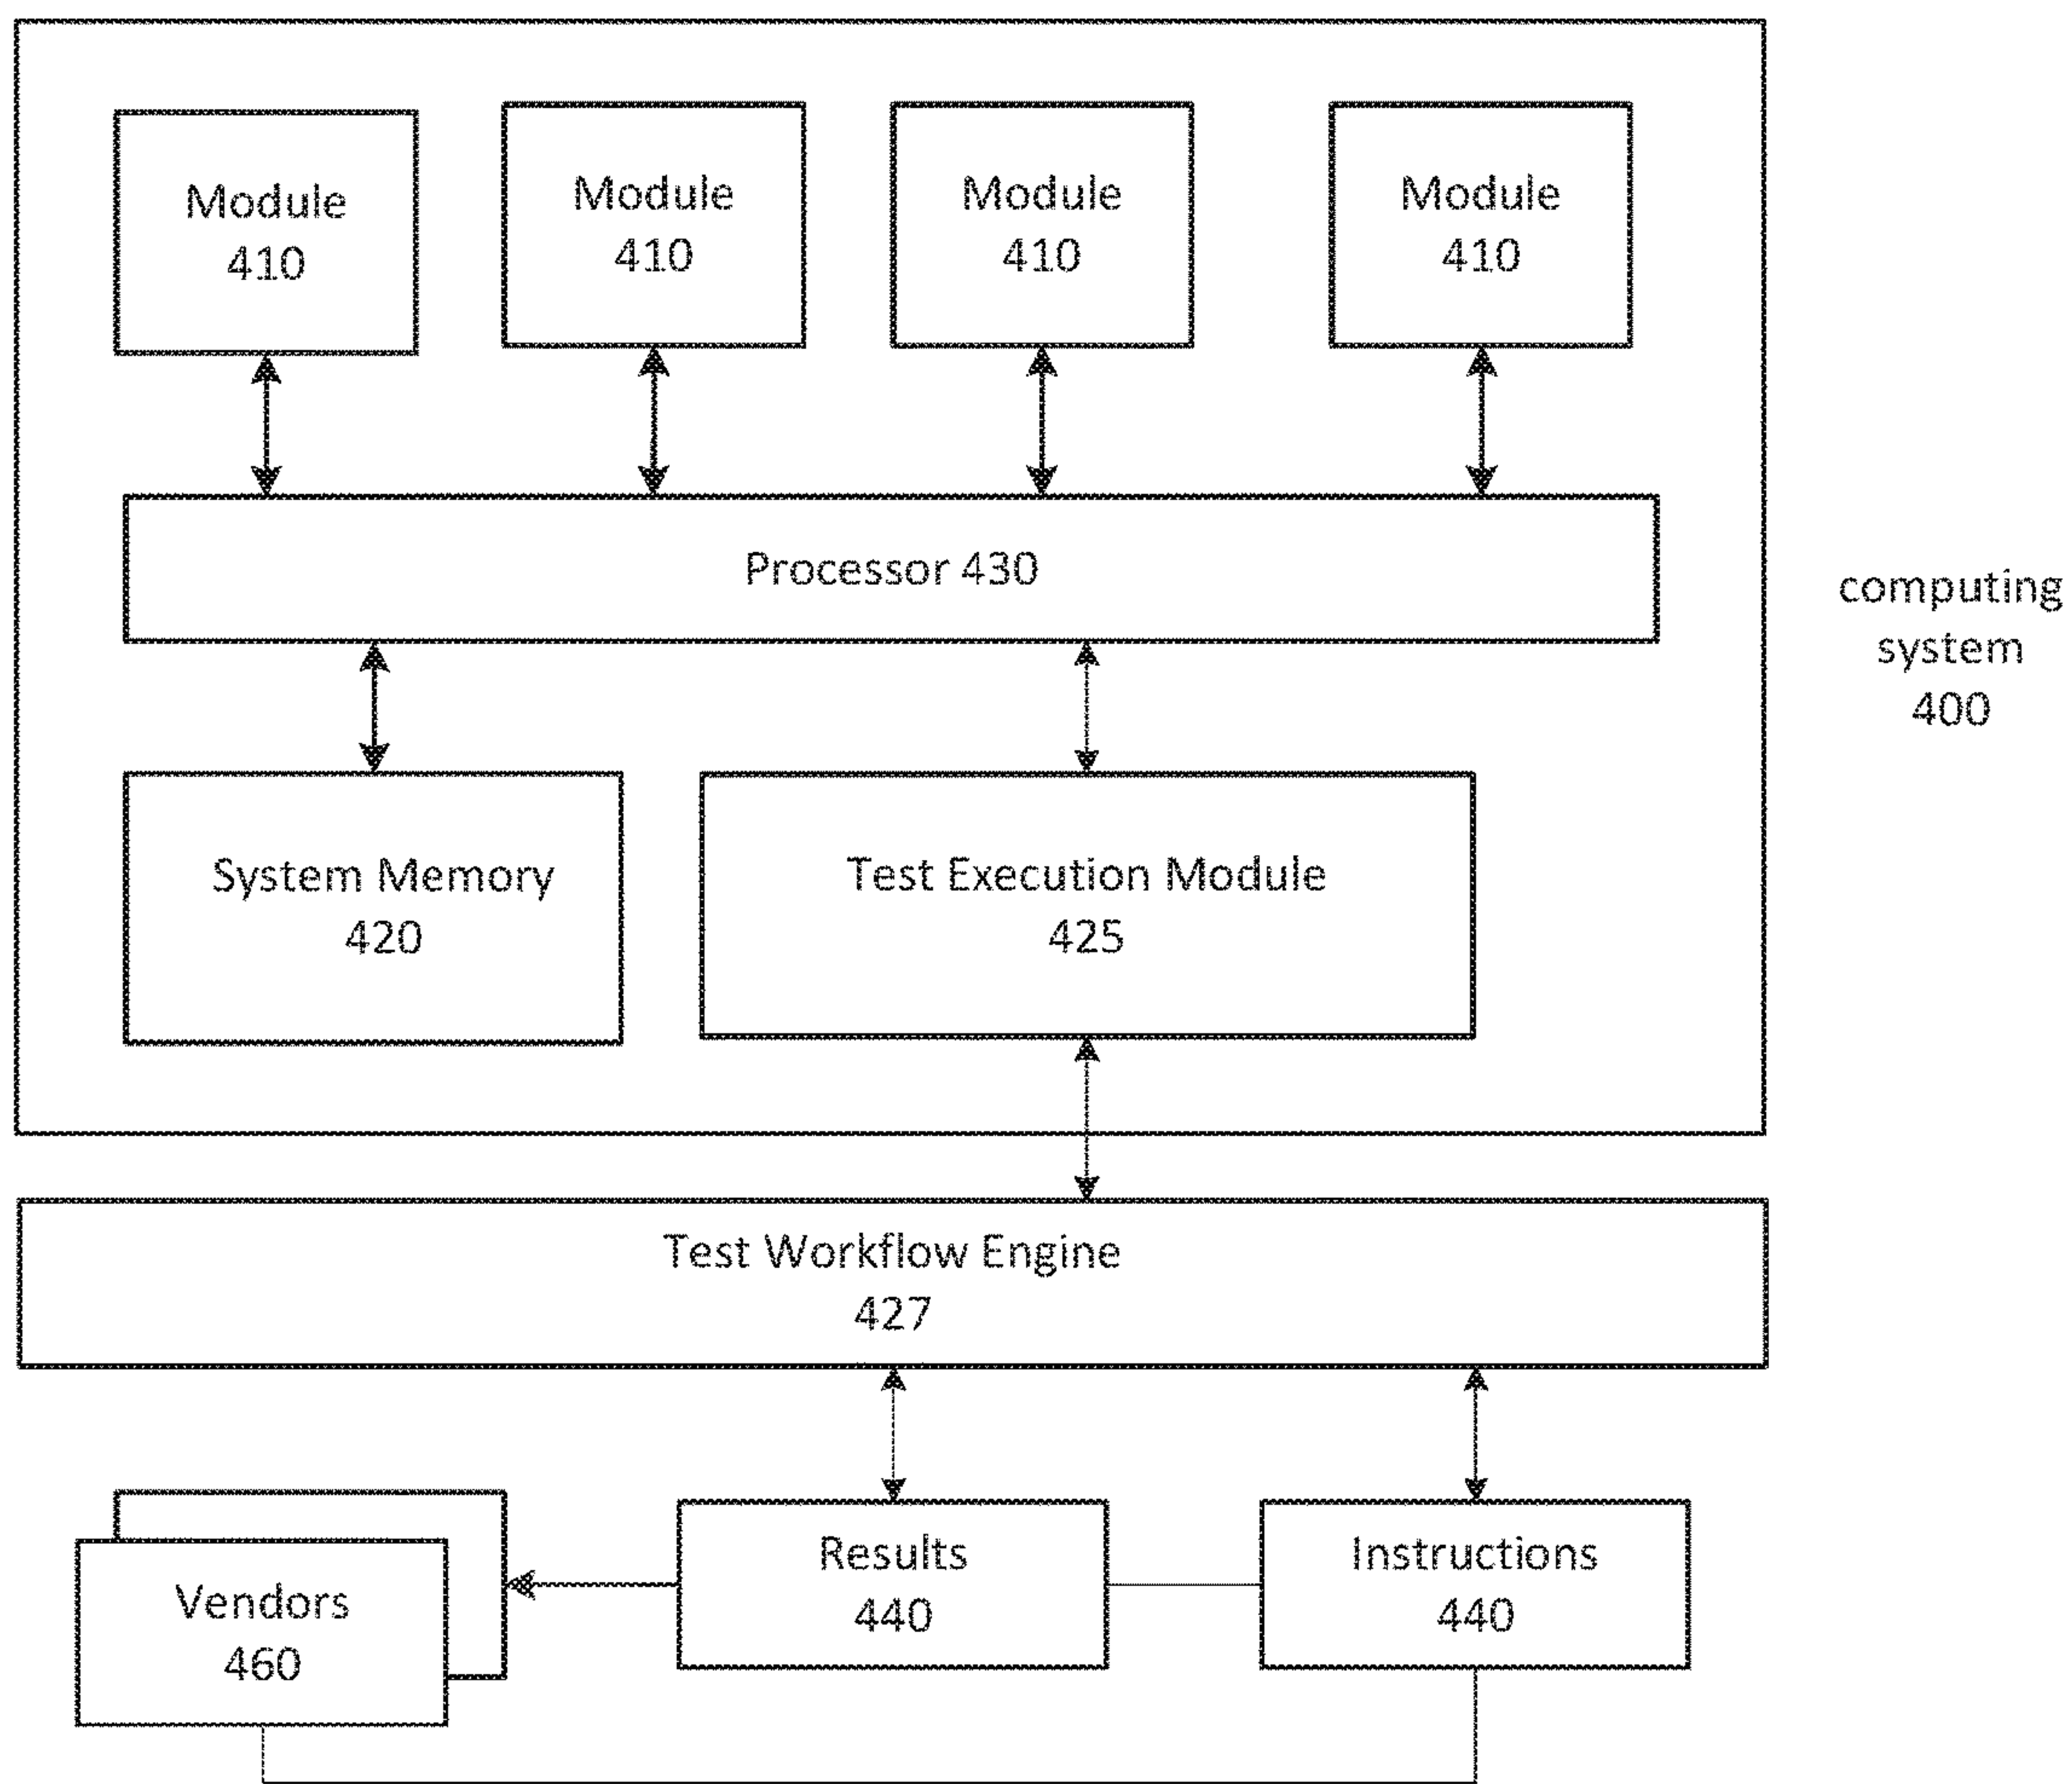 Module
410
Module
410
Module
410
Module
410
Processor 430
computing
system
400
System Memory
420
Test Execution Module
425
Test Workflow Engine
427
Results
440
Instructions
440
Vendors
460